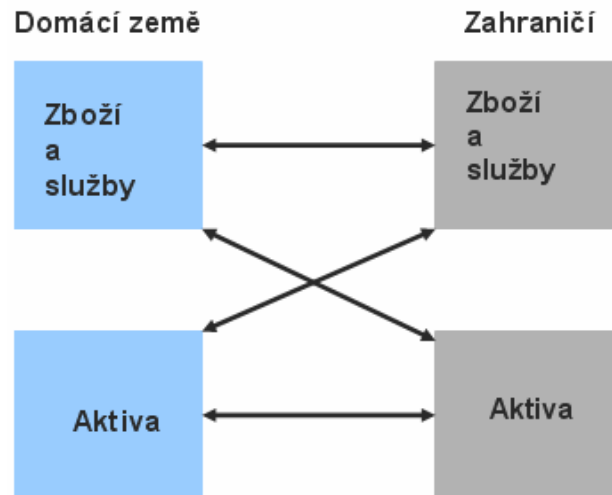 Domácí země
Zahraničí
Zboží
a
služby
Zboží
a
služby
Aktiva
Aktiva